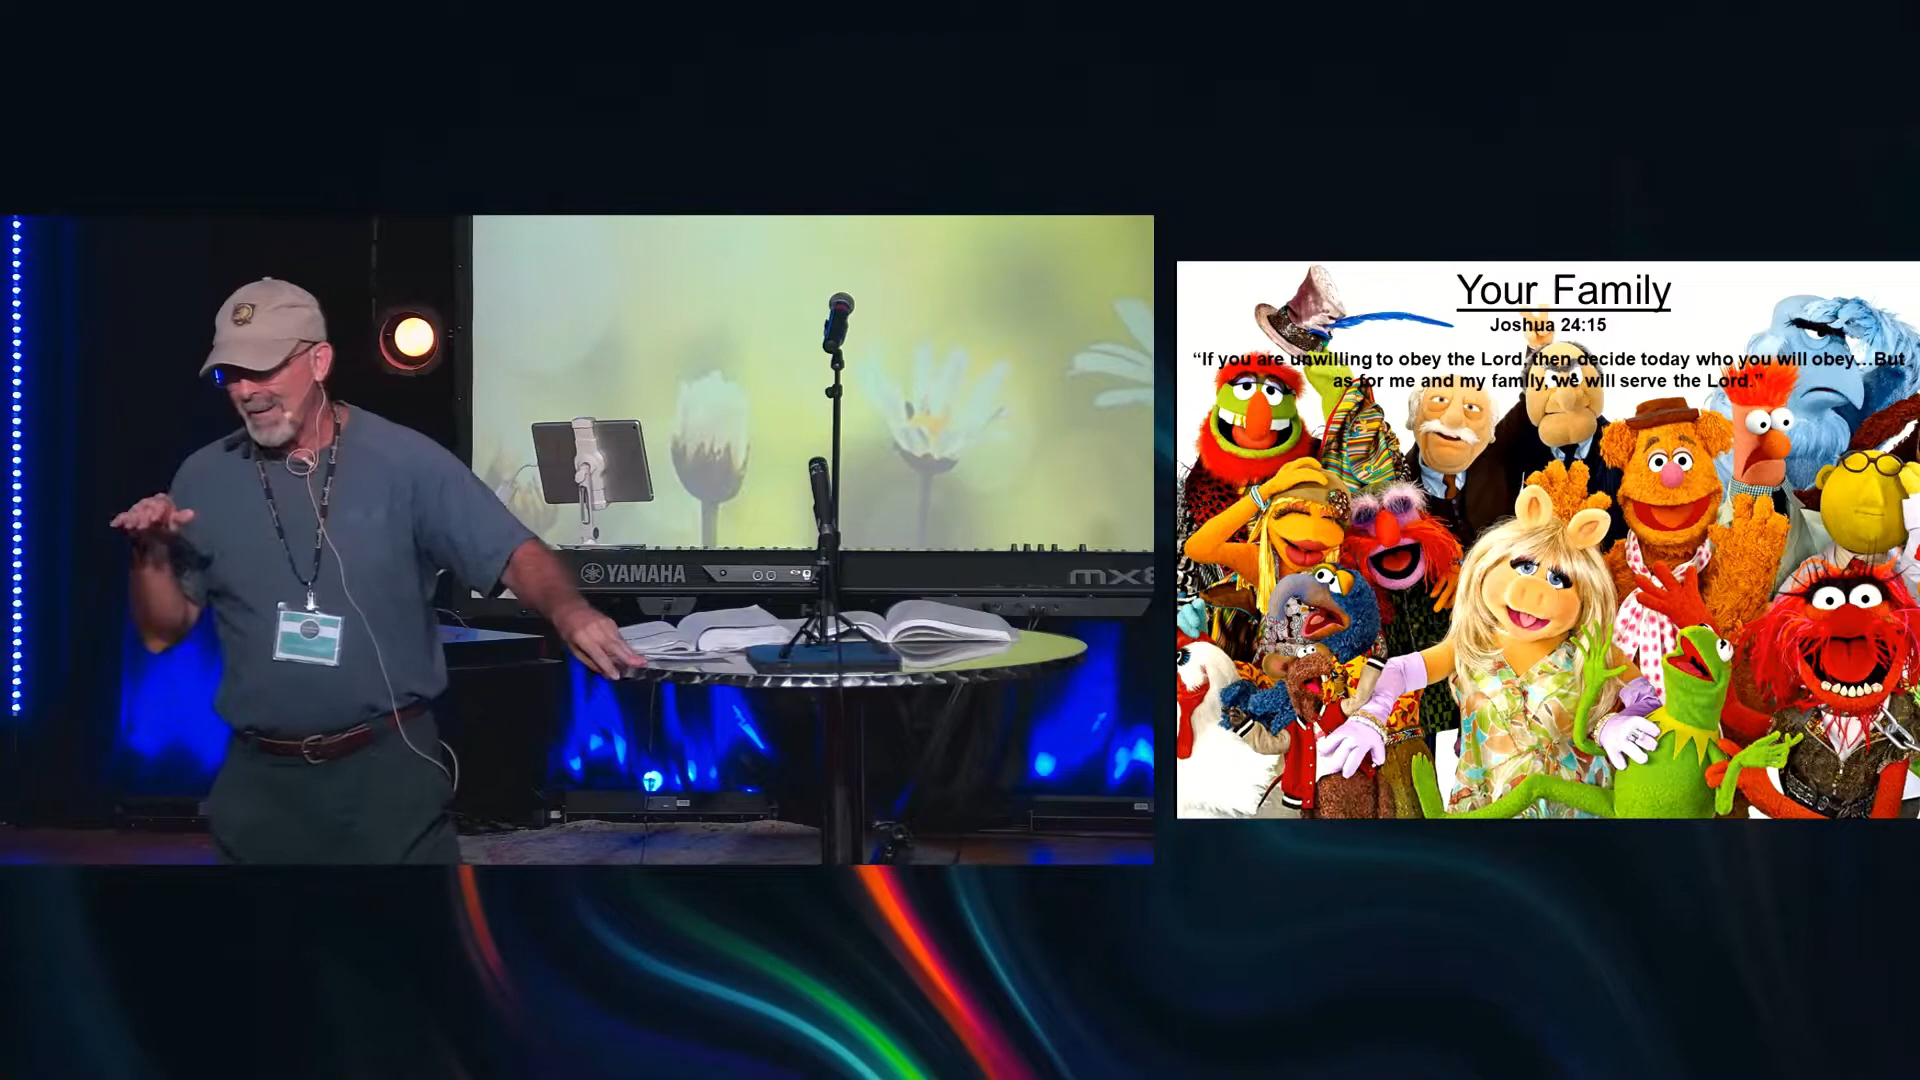 YAMAHA
mx8
Your Family
Joshua 24:15
“If you are unwilling to obey the Lord, then decide today who you will obey…But
as for me and my family, we will serve the Lord.”